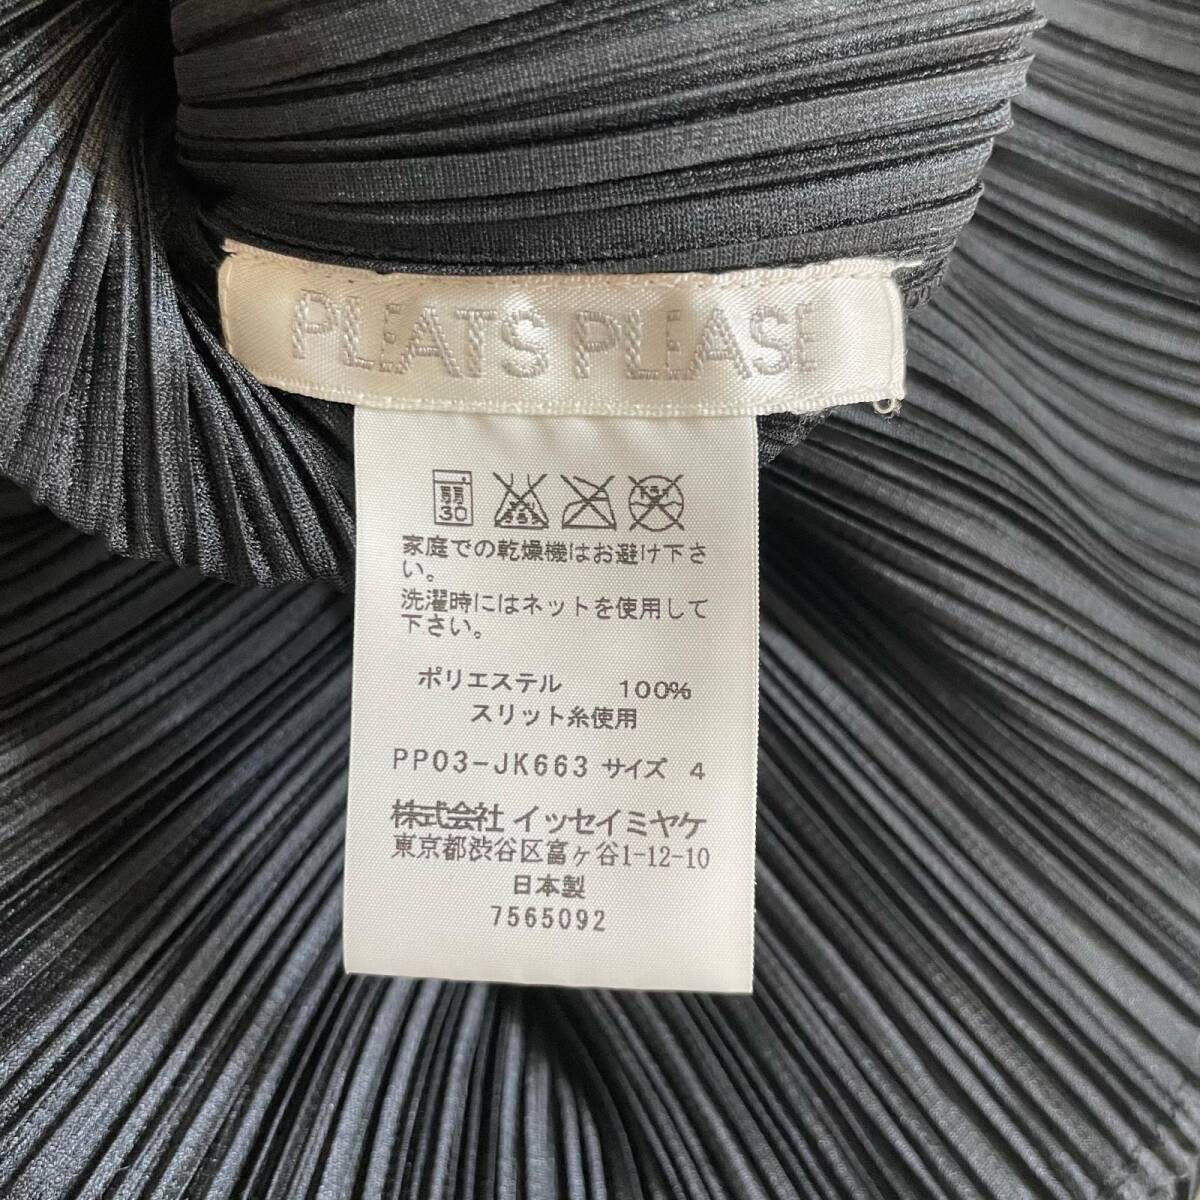 PLEATS PLEASE
弱
30
家庭での乾燥機はお避け下さ
い。
洗濯時にはネットを使用して
下さい。
ポリエステル 100%
スリット糸使用
PP03-JK663 サイズ 4
株式会社 イッセイミヤケ
東京都渋谷区富ヶ谷1-12-10
日本製
7565092